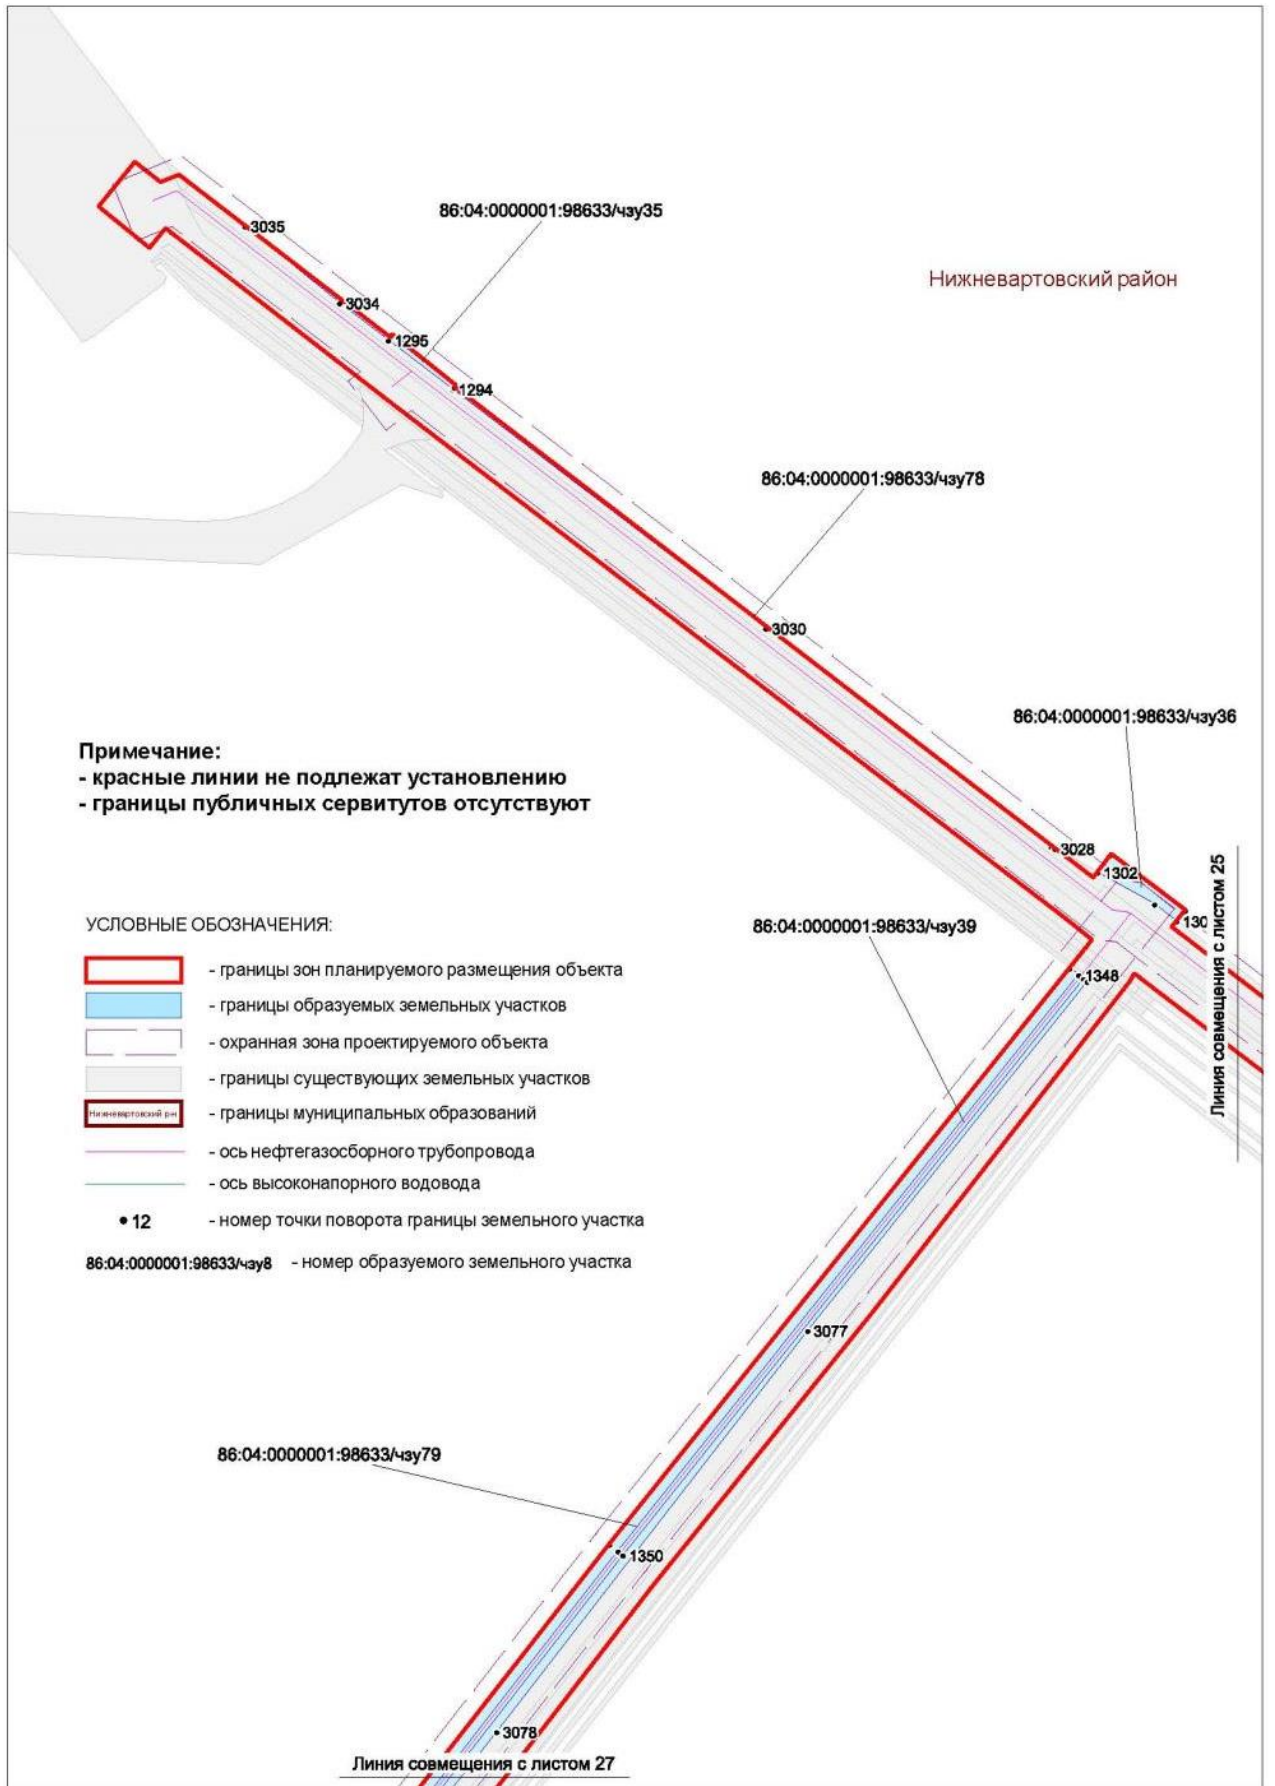 86:04:0000001:98633/чзу35
3035
Нижневартовский район
3034
1295
1294
86:04:0000001:98633/чзу78
3030
86:04:0000001:98633/чзу36
Примечание:
- красные линии не подлежат установлению
- границы публичных сервитутов отсутствуют
3028
1302
130
Линия совмещения с листом 25
86:04:0000001:98633/чзу39
1348
УСЛОВНЫЕ ОБОЗНАЧЕНИЯ:
- границы зон планируемого размещения объекта
- границы образуемых земельных участков
- охранная зона проектируемого объекта
- границы существующих земельных участков
Нижневартовский р-н - границы муниципальных образований
- ось нефтегазосборного трубопровода
- ось высоконапорного водовода
12 - номер точки поворота границы земельного участка
86:04:0000001:98633/чзу8 - номер образуемого земельного участка
3077
86:04:0000001:98633/чзу79
1350
3078
Линия совмещения с листом 27